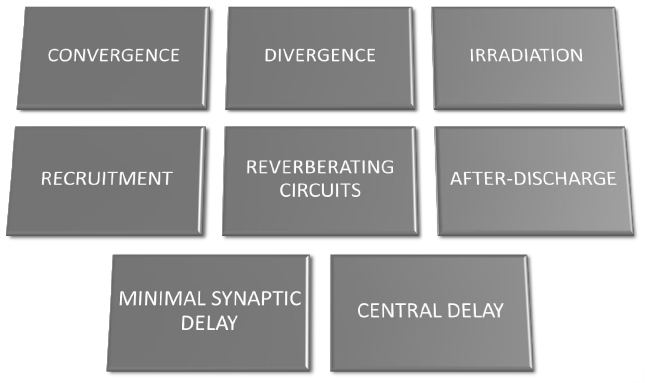 CONVERGENCE
DIVERGENCE
IRRADIATION
RECRUITMENT
REVERBERATING
CIRCUITS
AFTER-DISCHARGE
MINIMAL SYNAPTIC
DELAY
CENTRAL DELAY